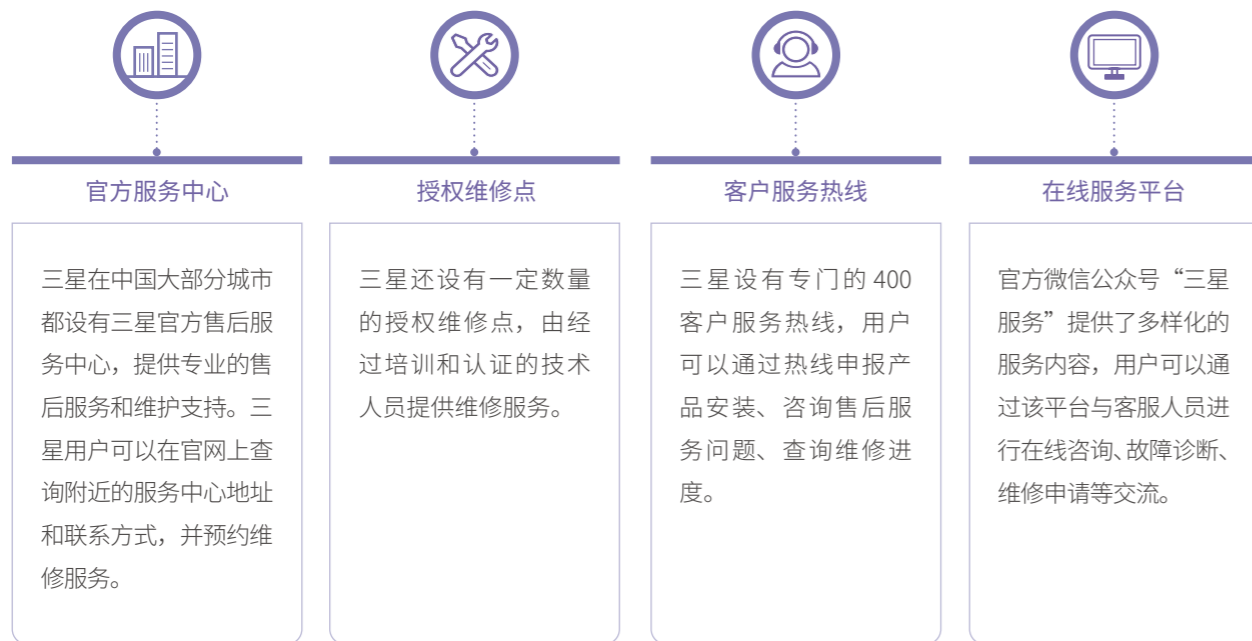 官方服务中心
三星在中国大部分城市
都设有三星官方售后服
务中心，提供专业的售
后服务和维护支持。三
星用户可以在官网上查
询附近的服务中心地址
和联系方式，并预约维
修服务。
授权维修点
三星还设有一定数量
的授权维修点，由经
过培训和认证的技术
人员提供维修服务。
客户服务热线
三星设有专门的 400
客户服务热线，用户
可以通过热线申报产
品安装、咨询售后服
务问题、查询维修进
度。
在线服务平台
官方微信公众号“三星
服务”提供了多样化的
服务内容，用户可以通
过该平台与客服人员进
行在线咨询、故障诊断、
维修申请等交流。